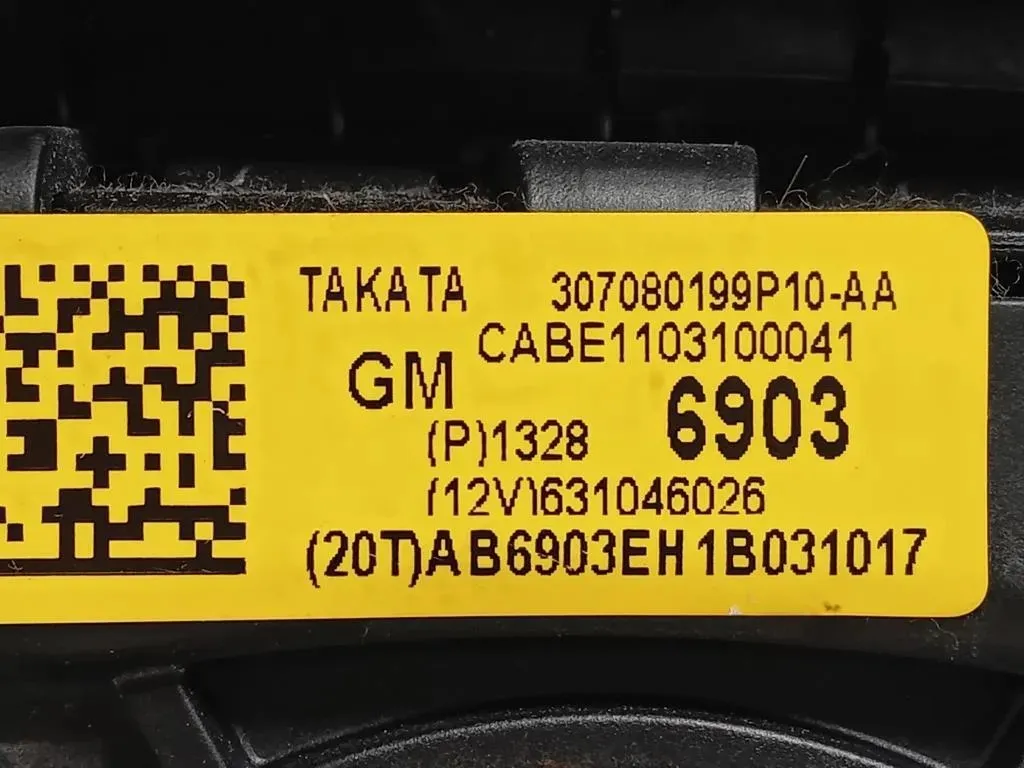 TAKATA 307080199P10-AA
CABE1103100041
GM 6903
(P)1328
(12V)631046026
(20T)AB6903EH1B031017